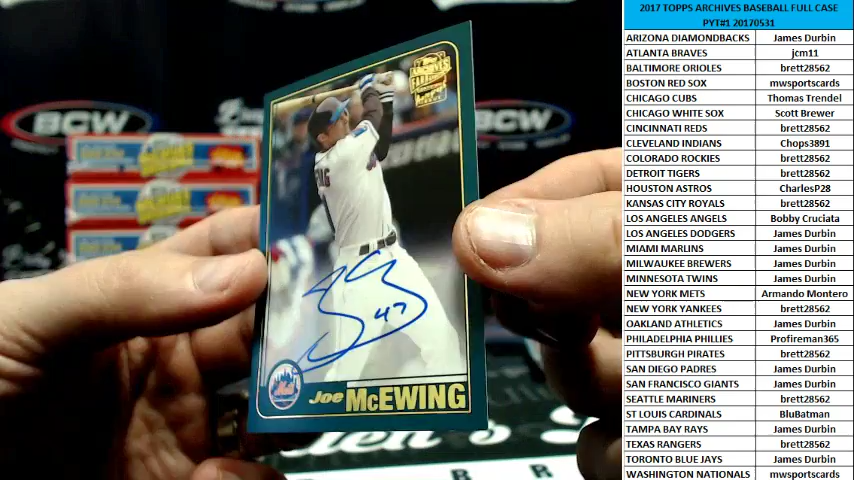 BCW
BCW
Topps
ARCHIVES
Joe McEWING
47
Mets
2017 TOPPS ARCHIVES BASEBALL FULL CASE
PYT#1 20170531
ARIZONA DIAMONDBACKS James Durbin
ATLANTA BRAVES jcm11
BALTIMORE ORIOLES brett28562
BOSTON RED SOX mwsportscards
CHICAGO CUBS Thomas Trendel
CHICAGO WHITE SOX Scott Brewer
CINCINNATI REDS brett28562
CLEVELAND INDIANS Chops3891
COLORADO ROCKIES brett28562
DETROIT TIGERS brett28562
HOUSTON ASTROS CharlesP28
KANSAS CITY ROYALS brett28562
LOS ANGELES ANGELS Bobby Cruciata
LOS ANGELES DODGERS James Durbin
MIAMI MARLINS James Durbin
MILWAUKEE BREWERS James Durbin
MINNESOTA TWINS James Durbin
NEW YORK METS Armando Montero
NEW YORK YANKEES brett28562
OAKLAND ATHLETICS James Durbin
PHILADELPHIA PHILLIES Profireman365
PITTSBURGH PIRATES brett28562
SAN DIEGO PADRES James Durbin
SAN FRANCISCO GIANTS James Durbin
SEATTLE MARINERS brett28562
ST LOUIS CARDINALS BluBatman
TAMPA BAY RAYS James Durbin
TEXAS RANGERS brett28562
TORONTO BLUE JAYS James Durbin
WASHINGTON NATIONALS mwsportscards